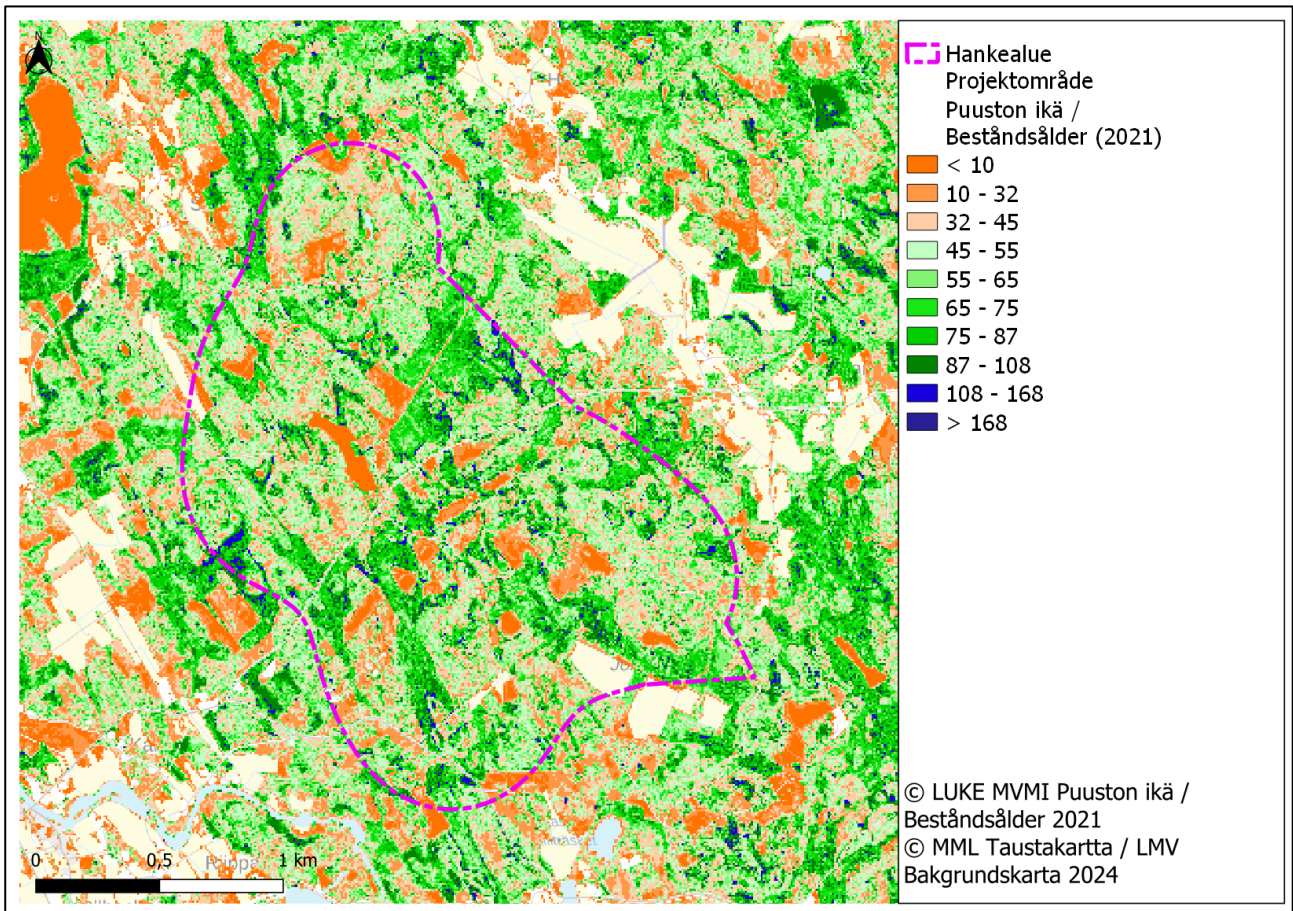 N
Hankealue
Projektområde
Puuston ikä /
Beståndsålder (2021)
< 10
10 - 32
32 - 45
45 - 55
55 - 65
65 - 75
75 - 87
87 - 108
108 - 168
> 168
© LUKE MVMI Puuston ikä /
Beståndsålder 2021
© MML Taustakartta / LMV
Bakgrundskarta 2024
0 0,5 1 km